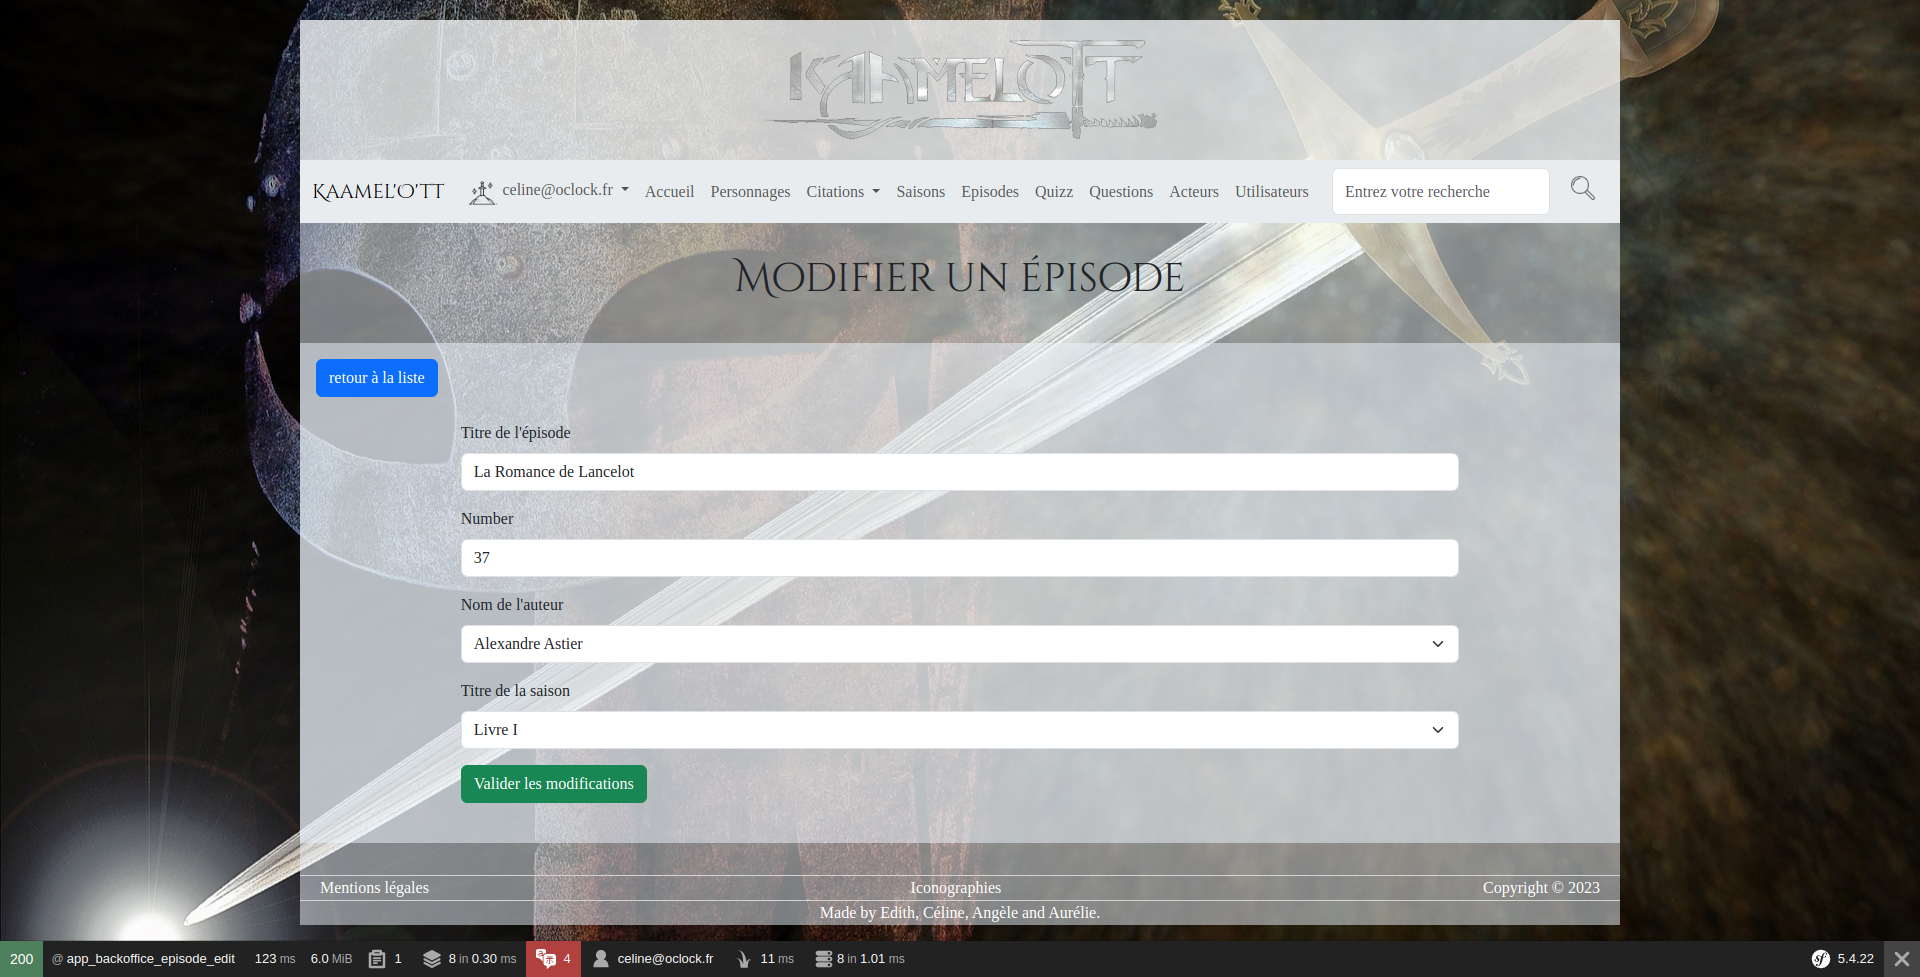 KAAMELOTT
KAAMEL'O'TT
celine@oclock.fr
Accueil
Personnages
Citations
Saisons
Episodes
Quizz
Questions
Acteurs
Utilisateurs
Entrez votre recherche
Modifier un épisode
retour à la liste
Titre de l'épisode
La Romance de Lancelot
Number
37
Nom de l'auteur
Alexandre Astier
Titre de la saison
Livre I
Valider les modifications
Mentions légales
Iconographies
Copyright © 2023
Made by Edith, Céline, Angèle and Aurélie.
200 @ app_backoffice_episode_edit 123 ms 6.0 MiB 1 8 in 0.30 ms 4 celine@oclock.fr 11 ms 8 in 1.01 ms sf 5.4.22